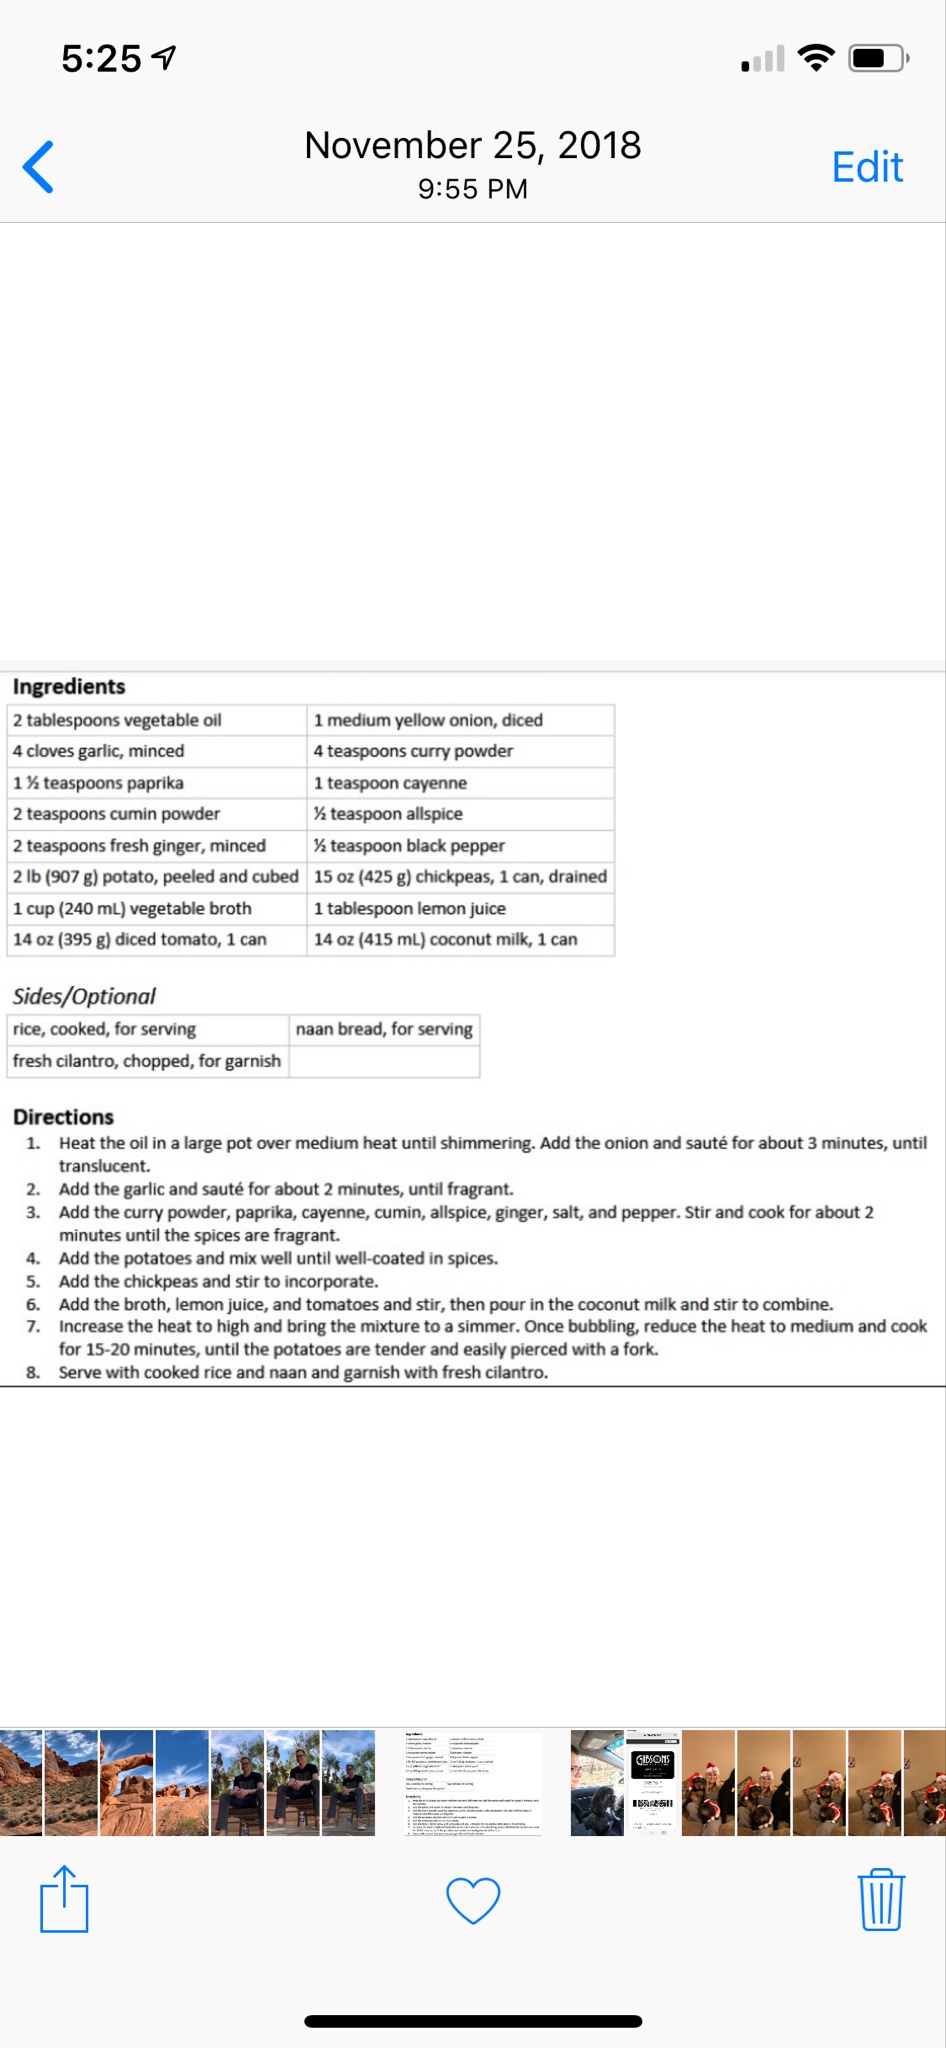 5:25
November 25, 2018
9:55 PM
Edit
Ingredients
2 tablespoons vegetable oil 1 medium yellow onion, diced
4 cloves garlic, minced 4 teaspoons curry powder
1 ½ teaspoons paprika 1 teaspoon cayenne
2 teaspoons cumin powder ½ teaspoon allspice
2 teaspoons fresh ginger, minced ½ teaspoon black pepper
2 lb (907 g) potato, peeled and cubed 15 oz (425 g) chickpeas, 1 can, drained
1 cup (240 mL) vegetable broth 1 tablespoon lemon juice
14 oz (395 g) diced tomato, 1 can 14 oz (415 mL) coconut milk, 1 can
Sides/Optional
rice, cooked, for serving naan bread, for serving
fresh cilantro, chopped, for garnish
Directions
1. Heat the oil in a large pot over medium heat until shimmering. Add the onion and sauté for about 3 minutes, until
translucent.
2. Add the garlic and sauté for about 2 minutes, until fragrant.
3. Add the curry powder, paprika, cayenne, cumin, allspice, ginger, salt, and pepper. Stir and cook for about 2
minutes until the spices are fragrant.
4. Add the potatoes and mix well until well-coated in spices.
5. Add the chickpeas and stir to incorporate.
6. Add the broth, lemon juice, and tomatoes and stir, then pour in the coconut milk and stir to combine.
7. Increase the heat to high and bring the mixture to a simmer. Once bubbling, reduce the heat to medium and cook
for 15-20 minutes, until the potatoes are tender and easily pierced with a fork.
8. Serve with cooked rice and naan and garnish with fresh cilantro.
GIBSONS